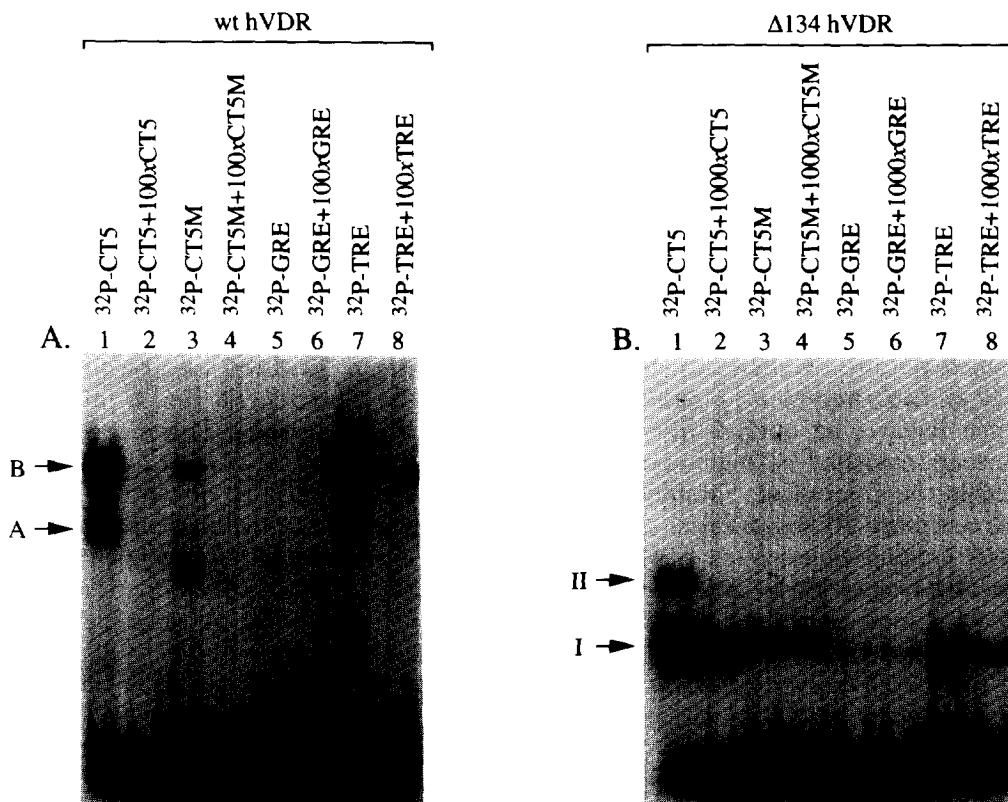 wt hVDR
³²P-CT5
³²P-CT5+100xCT5
³²P-CT5M
³²P-CT5M+100xCT5M
³²P-GRE
³²P-GRE+100xGRE
³²P-TRE
³²P-TRE+100xTRE
A. 1 2 3 4 5 6 7 8
B
A
Δ134 hVDR
³²P-CT5
³²P-CT5+1000xCT5
³²P-CT5M
³²P-CT5M+1000xCT5M
³²P-GRE
³²P-GRE+1000xGRE
³²P-TRE
³²P-TRE+1000xTRE
B. 1 2 3 4 5 6 7 8
II
I